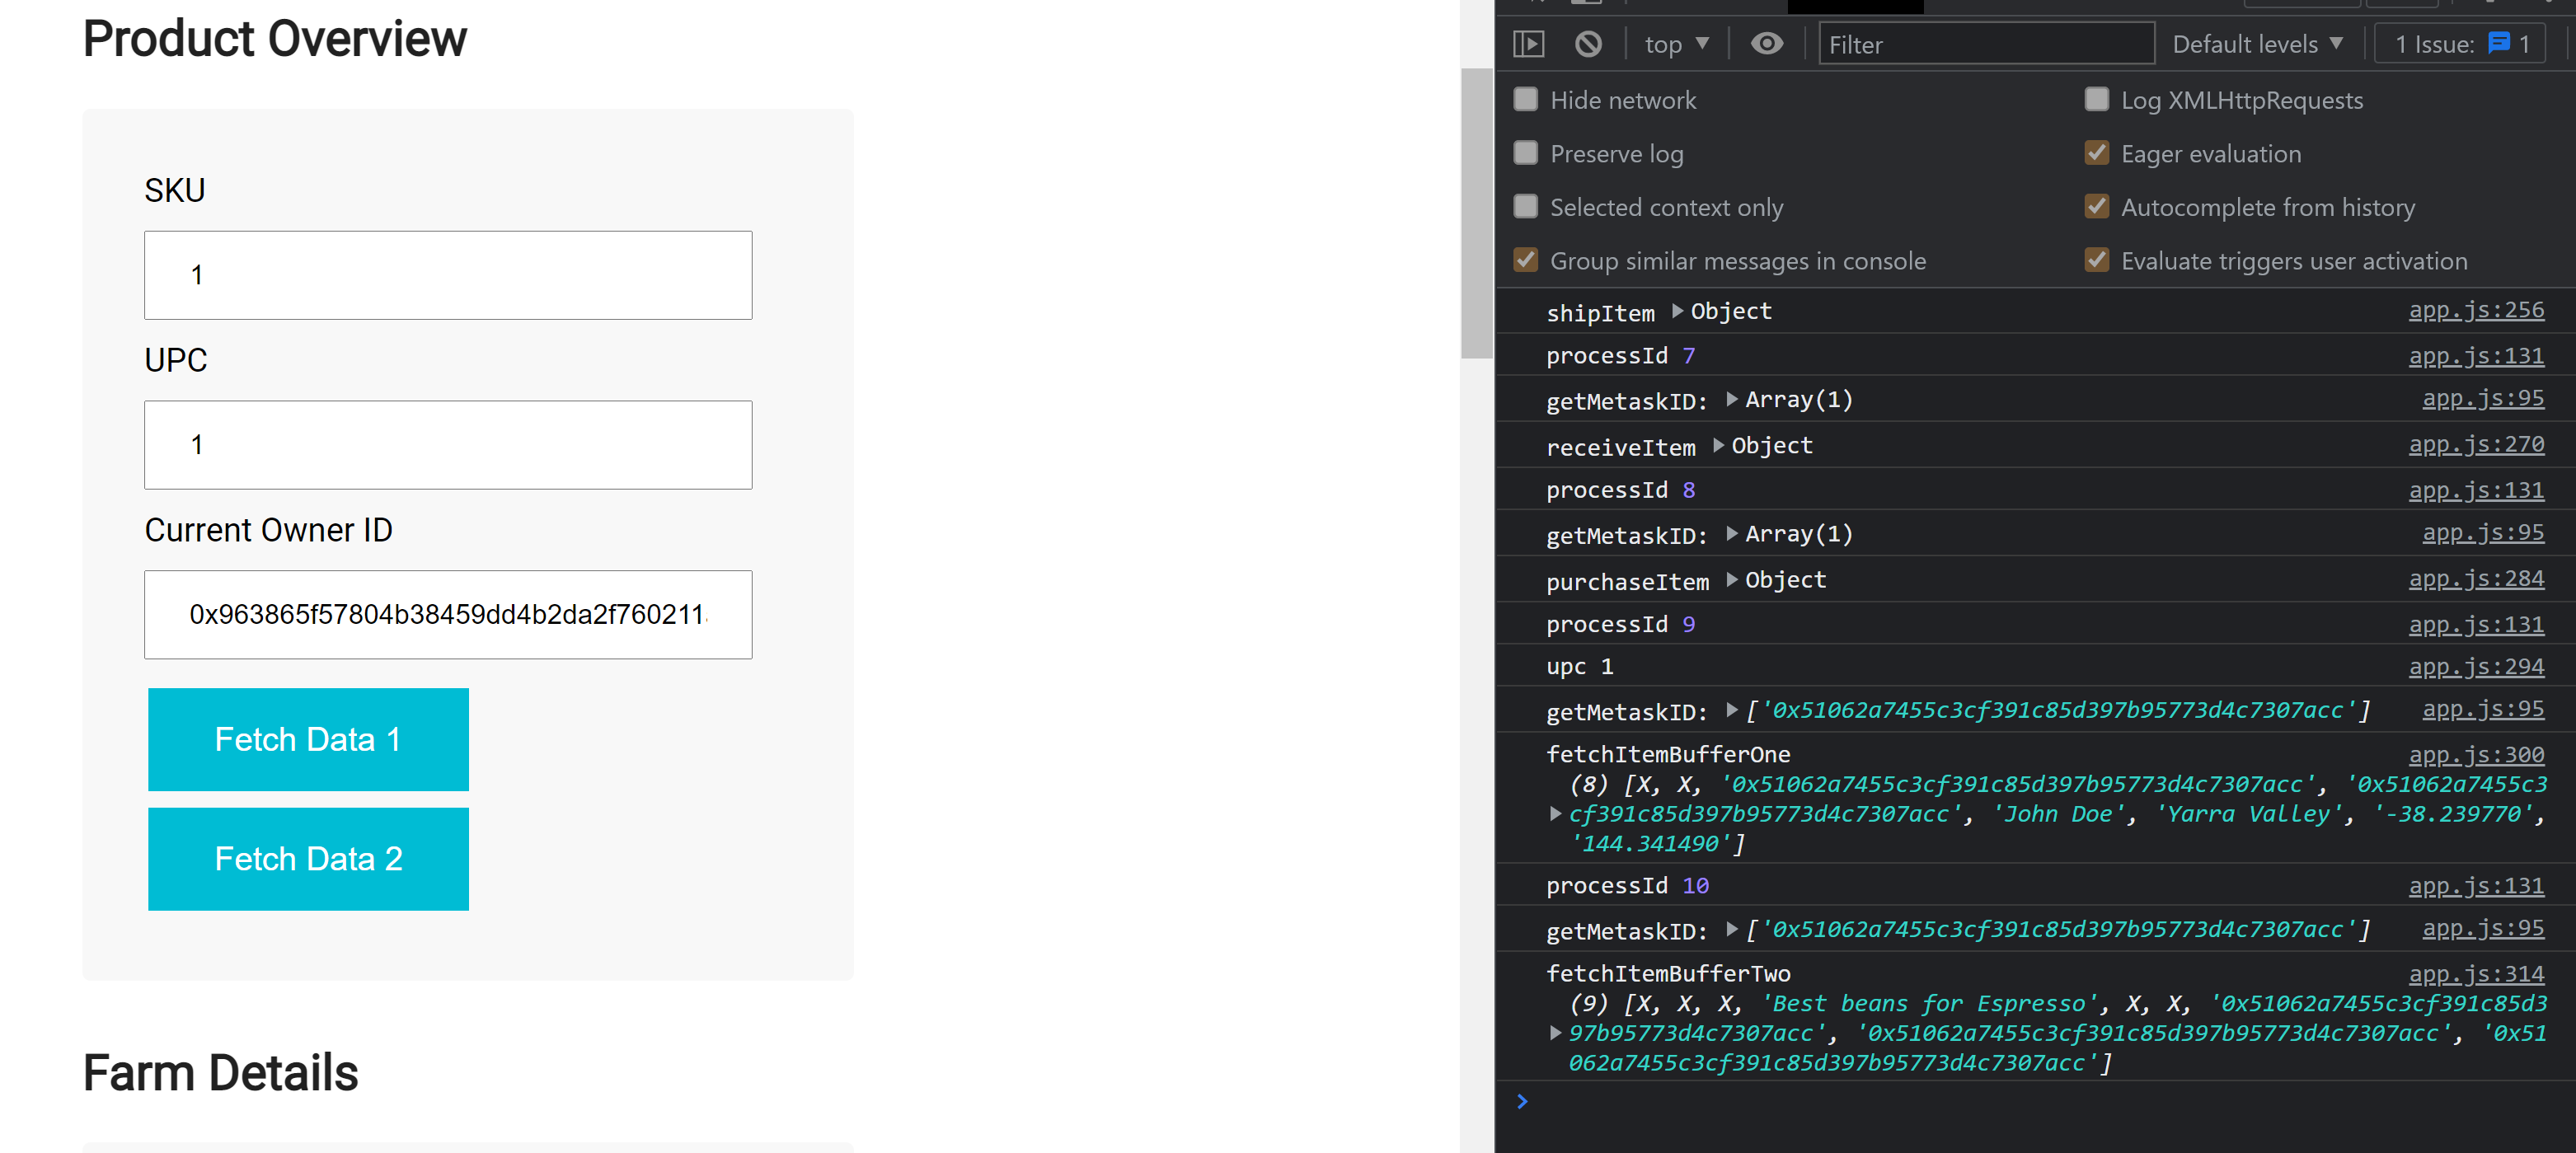 Product Overview
SKU
1
UPC
1
Current Owner ID
0x963865f57804b38459dd4b2da2f760211
Fetch Data 1
Fetch Data 2
Farm Details
top
Filter
Default levels
1 Issue: 1
Hide network
Log XMLHttpRequests
Preserve log
Eager evaluation
Selected context only
Autocomplete from history
Group similar messages in console
Evaluate triggers user activation
shipItem Object app.js:256
processId 7 app.js:131
getMetaskID: Array(1) app.js:95
receiveItem Object app.js:270
processId 8 app.js:131
getMetaskID: Array(1) app.js:95
purchaseItem Object app.js:284
processId 9 app.js:131
upc 1 app.js:294
getMetaskID: ['0x51062a7455c3cf391c85d397b95773d4c7307acc'] app.js:95
fetchItemBufferOne app.js:300
(8) [X, X, '0x51062a7455c3cf391c85d397b95773d4c7307acc', '0x51062a7455c3
cf391c85d397b95773d4c7307acc', 'John Doe', 'Yarra Valley', '-38.239770',
'144.341490']
processId 10 app.js:131
getMetaskID: ['0x51062a7455c3cf391c85d397b95773d4c7307acc'] app.js:95
fetchItemBufferTwo app.js:314
(9) [X, X, X, 'Best beans for Espresso', X, X, '0x51062a7455c3cf391c85d3
97b95773d4c7307acc', '0x51062a7455c3cf391c85d397b95773d4c7307acc', '0x51
062a7455c3cf391c85d397b95773d4c7307acc']